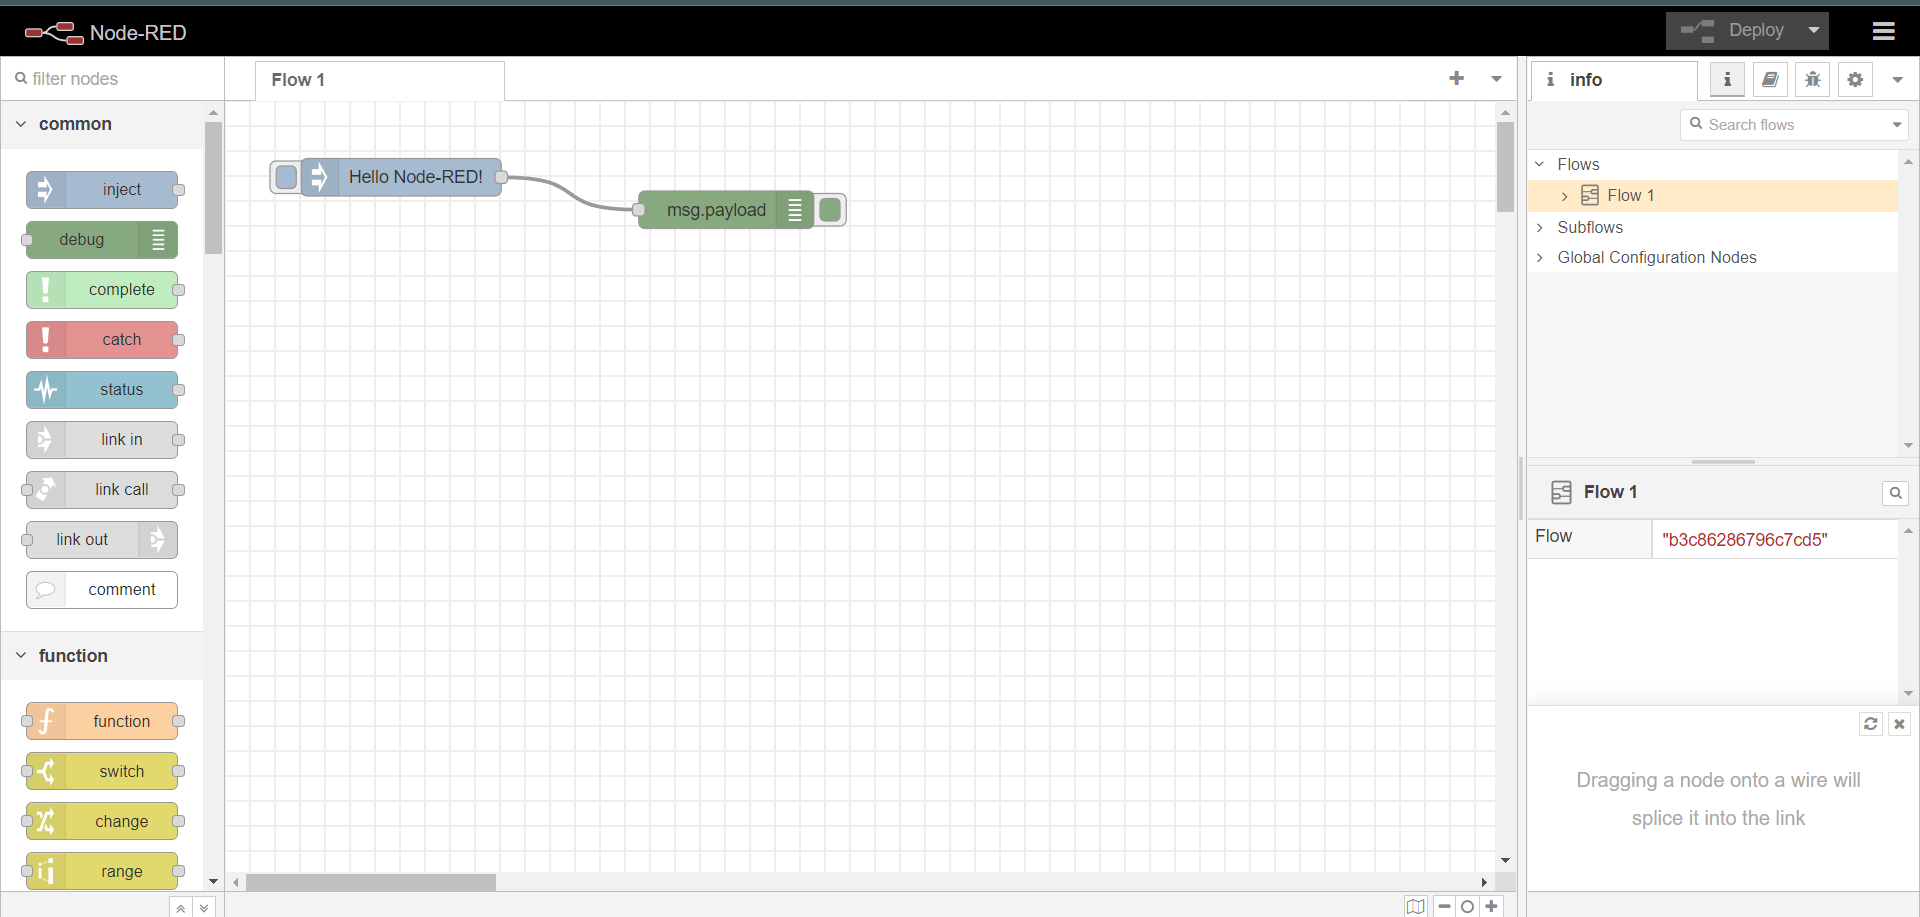 Node-RED
Deploy
filter nodes
Flow 1
info
common
Search flows
Flows
Hello Node-RED!
inject
Flow 1
msg.payload
Subflows
debug
Global Configuration Nodes
complete
catch
status
link in
link call
Flow 1
link out
Flow
"b3c86286796c7cd5"
comment
function
function
switch
Dragging a node onto a wire will
splice it into the link
change
range